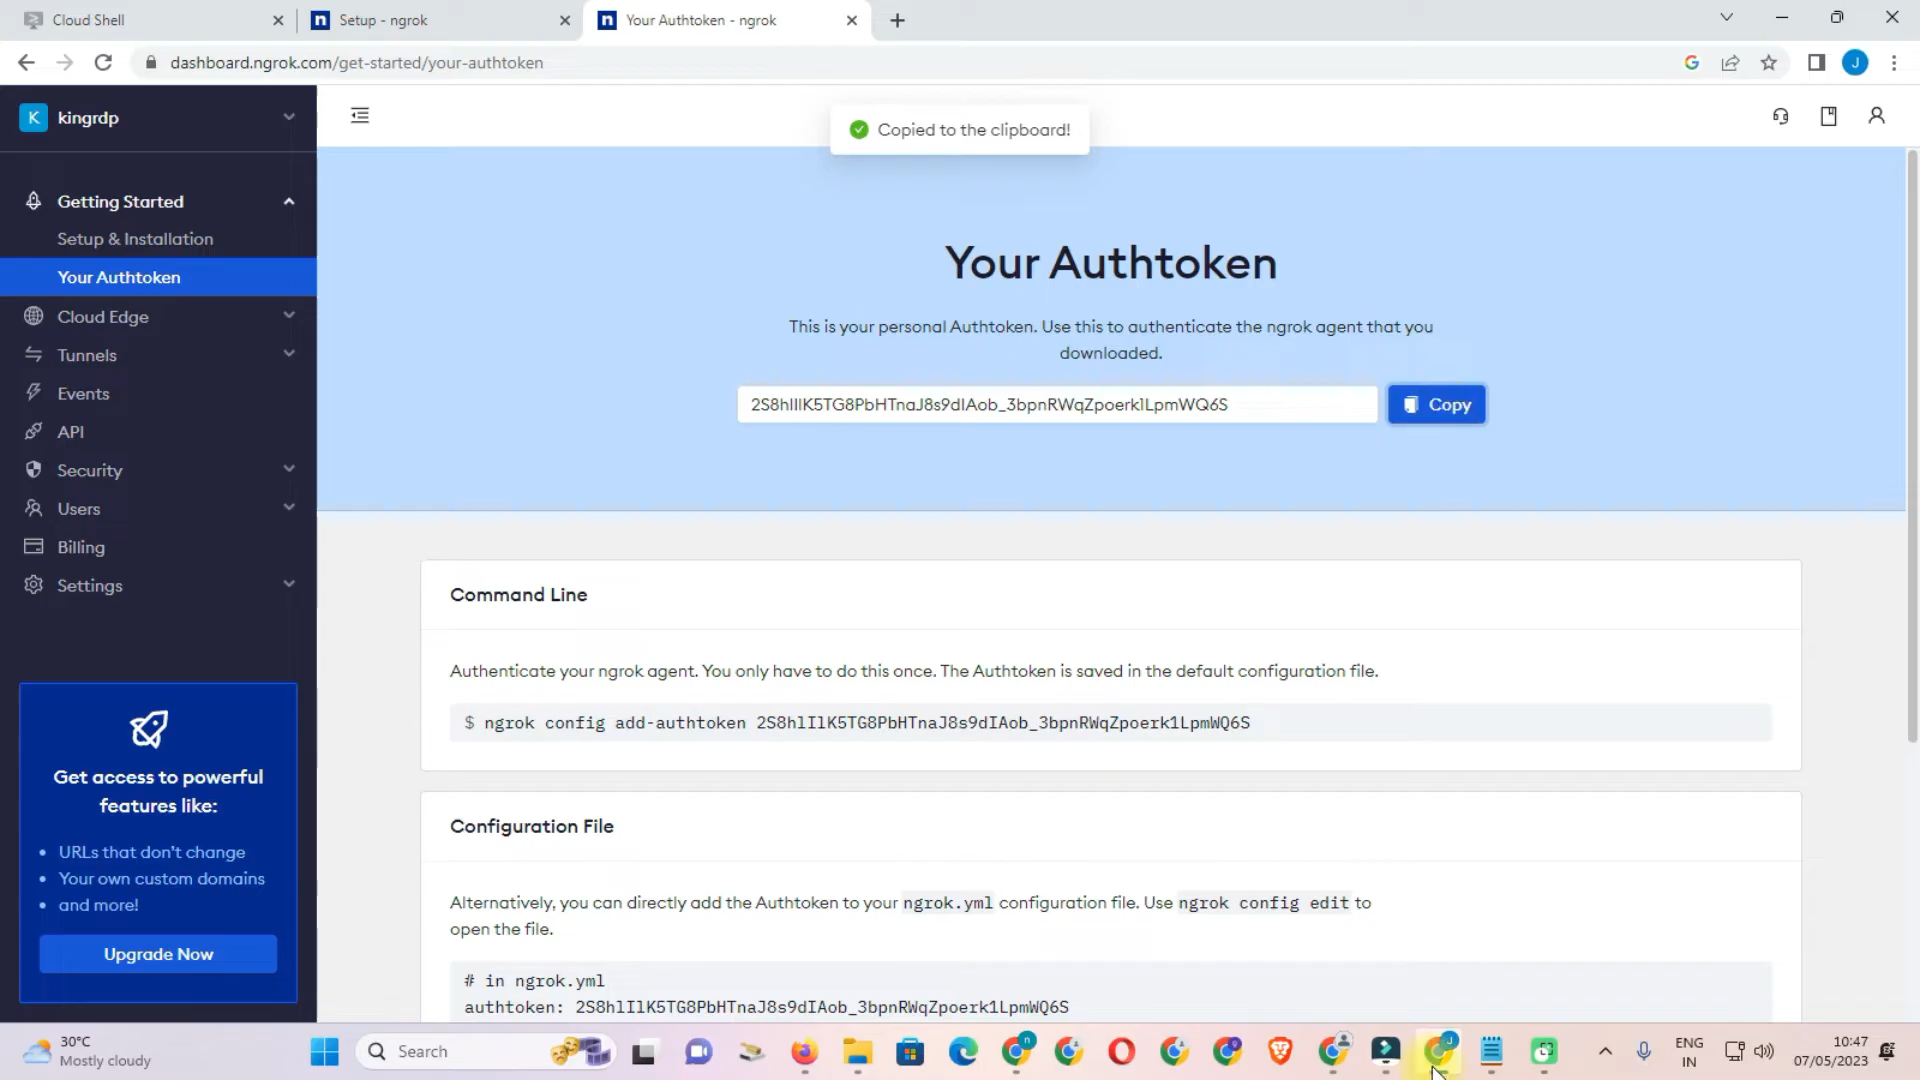 Cloud Shell
Setup - ngrok
Your Authtoken - ngrok
dashboard.ngrok.com/get-started/your-authtoken
K kingrdp
Copied to the clipboard!
Getting Started
Setup & Installation
Your Authtoken
Cloud Edge
Tunnels
Events
API
Security
Users
Billing
Settings
Get access to powerful
features like:
• URLs that don't change
• Your own custom domains
• and more!
Upgrade Now
Your Authtoken
This is your personal Authtoken. Use this to authenticate the ngrok agent that you
downloaded.
2S8hlIlK5TG8PbHTnaJ8s9dIAob_3bpnRWqZpoerk1LpmWQ6S
Copy
Command Line
Authenticate your ngrok agent. You only have to do this once. The Authtoken is saved in the default configuration file.
$ ngrok config add-authtoken 2S8hlIlK5TG8PbHTnaJ8s9dIAob_3bpnRWqZpoerk1LpmWQ6S
Configuration File
Alternatively, you can directly add the Authtoken to your ngrok.yml configuration file. Use ngrok config edit to
open the file.
# in ngrok.yml
authtoken: 2S8hlIlK5TG8PbHTnaJ8s9dIAob_3bpnRWqZpoerk1LpmWQ6S
30°C
Mostly cloudy
Search
ENG
IN
10:47
07/05/2023